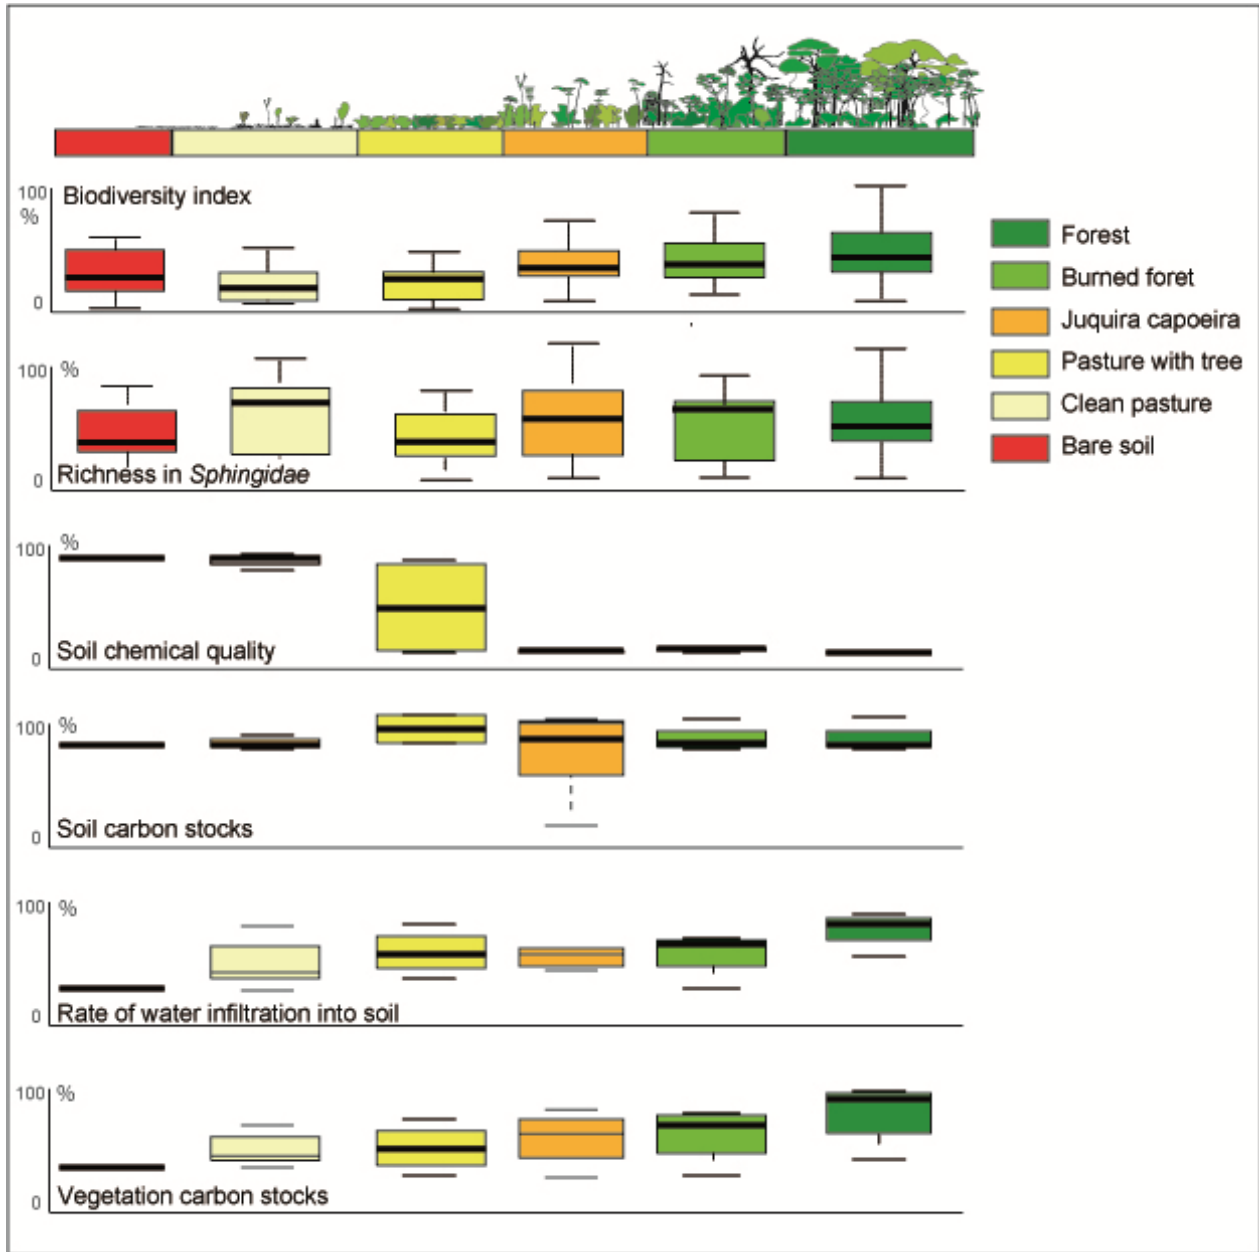 Biodiversity index
100
%
0
Forest
Burned foret
Juquira capoeira
Pasture with tree
Clean pasture
Bare soil
100 %
0
Richness in Sphingidae
100 %
0
Soil chemical quality
100 %
0
Soil carbon stocks
100 %
0
Rate of water infiltration into soil
100 %
0
Vegetation carbon stocks